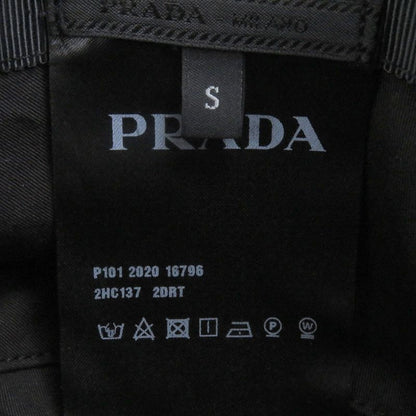 PRADA - MILANO
S
PRADA
P101 2020 16796
2HC137 2DRT
P W